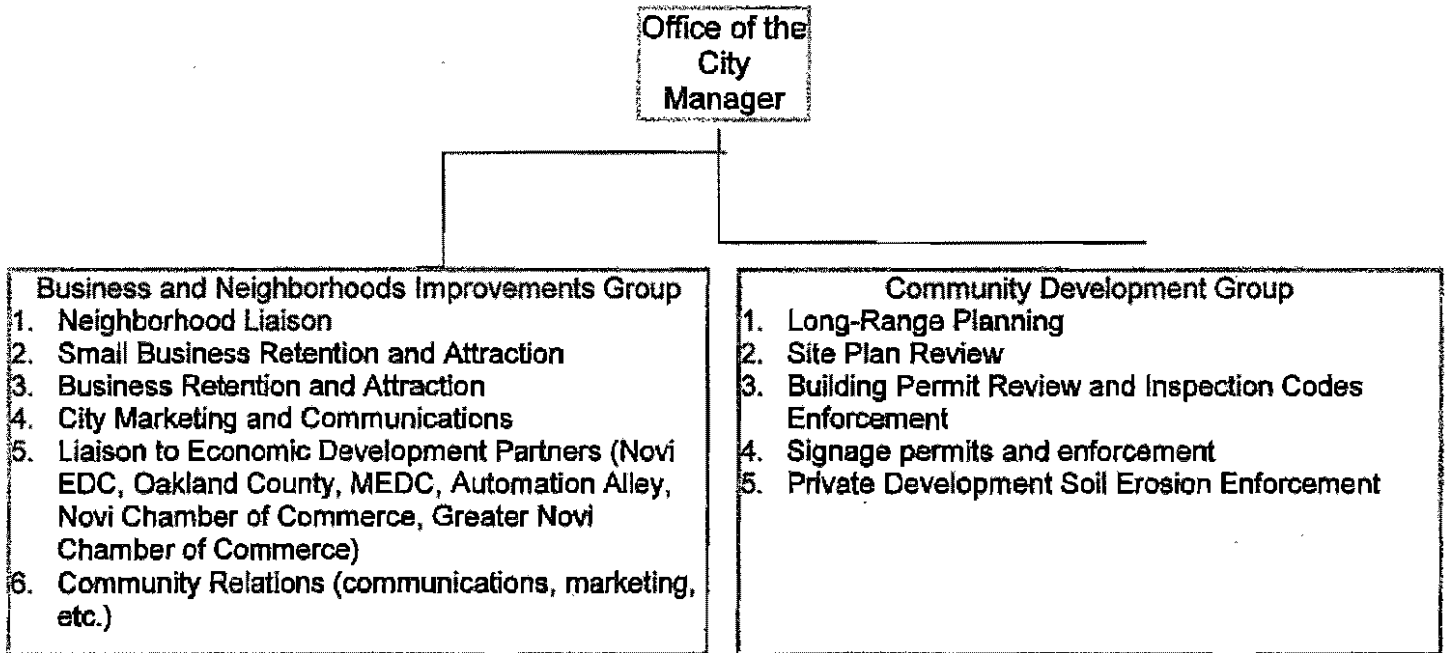 Office of the
City
Manager
Business and Neighborhoods Improvements Group
1. Neighborhood Liaison
2. Small Business Retention and Attraction
3. Business Retention and Attraction
4. City Marketing and Communications
5. Liaison to Economic Development Partners (Novi
EDC, Oakland County, MEDC, Automation Alley,
Novi Chamber of Commerce, Greater Novi
Chamber of Commerce)
6. Community Relations (communications, marketing,
etc.)
Community Development Group
1. Long-Range Planning
2. Site Plan Review
3. Building Permit Review and Inspection Codes
Enforcement
4. Signage permits and enforcement
5. Private Development Soil Erosion Enforcement